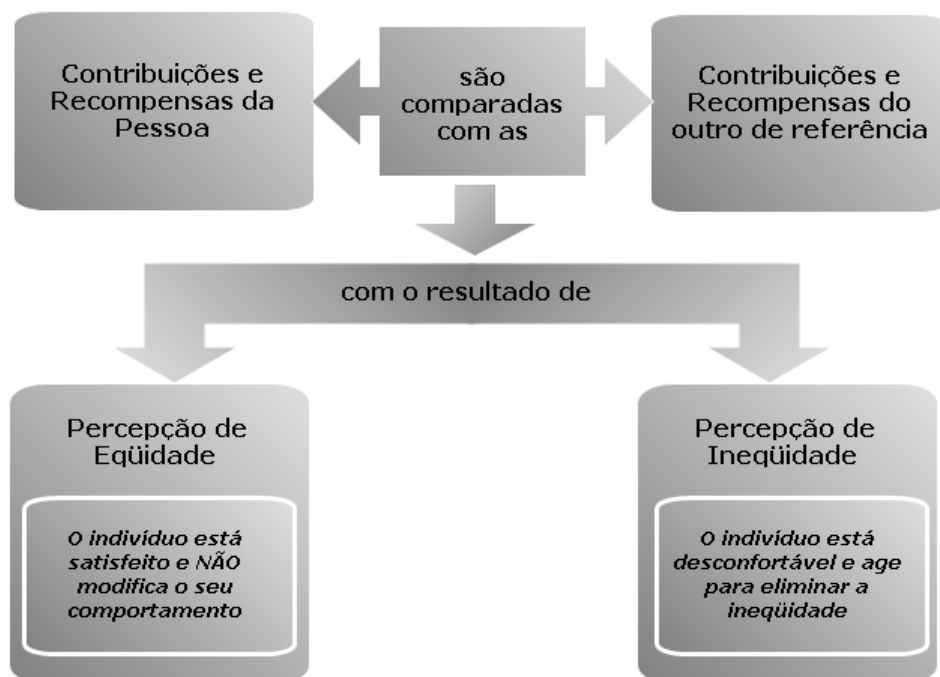 Contribuições e
Recompensas da
Pessoa
são
comparadas
com as
Contribuições e
Recompensas do
outro de referência
com o resultado de
Percepção de
Eqüidade
O indivíduo está
satisfeito e NÃO
modifica o seu
comportamento
Percepção de
Ineqüidade
O indivíduo está
desconfortável e age
para eliminar a
ineqüidade